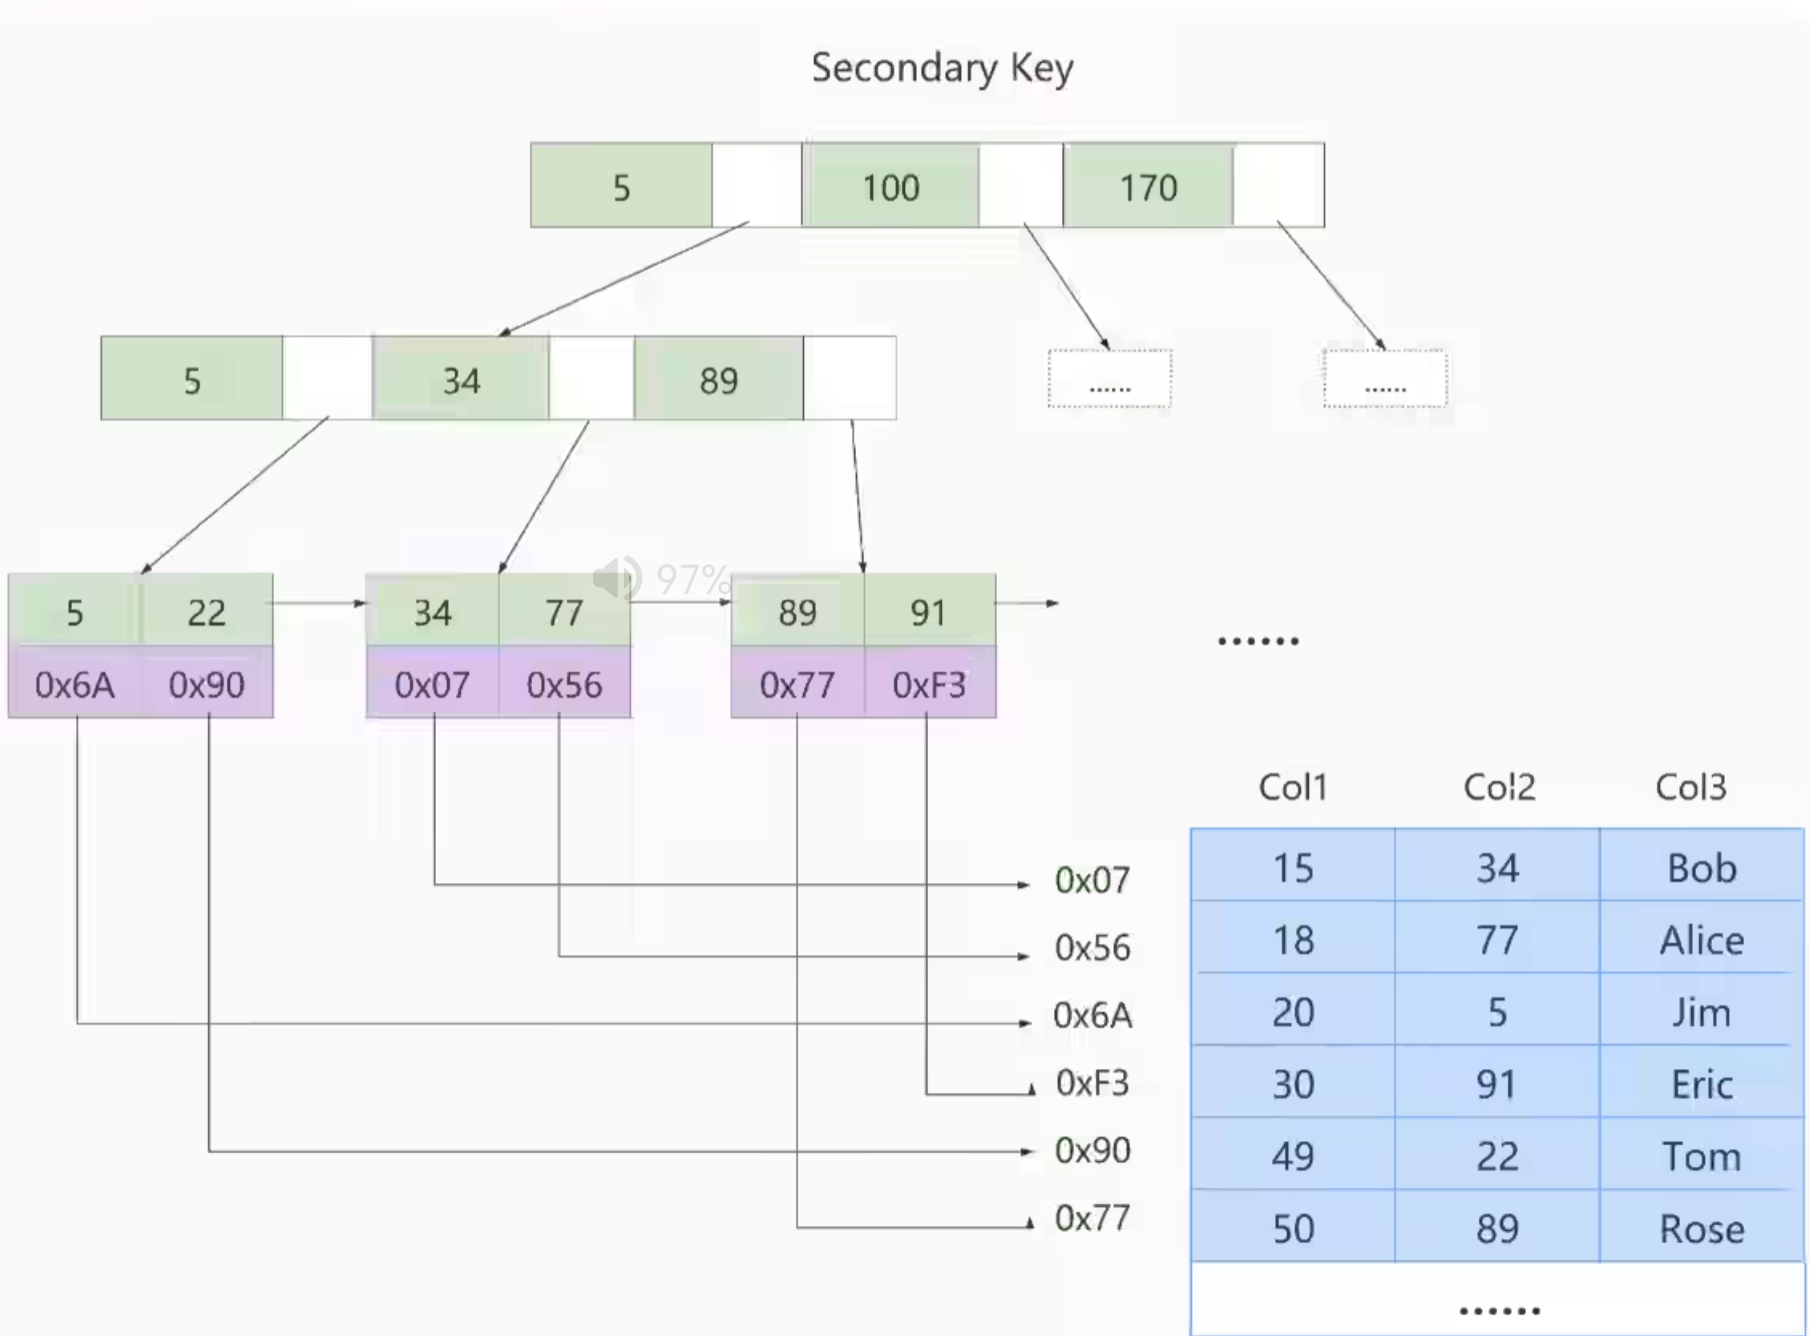 Secondary Key
5 100 170
5 34 89
...... ......
97%
5 22 34 77 89 91
0x6A 0x90 0x07 0x56 0x77 0xF3
......
Col1 Col2 Col3
0x07 15 34 Bob
0x56 18 77 Alice
0x6A 20 5 Jim
0xF3 30 91 Eric
0x90 49 22 Tom
0x77 50 89 Rose
......